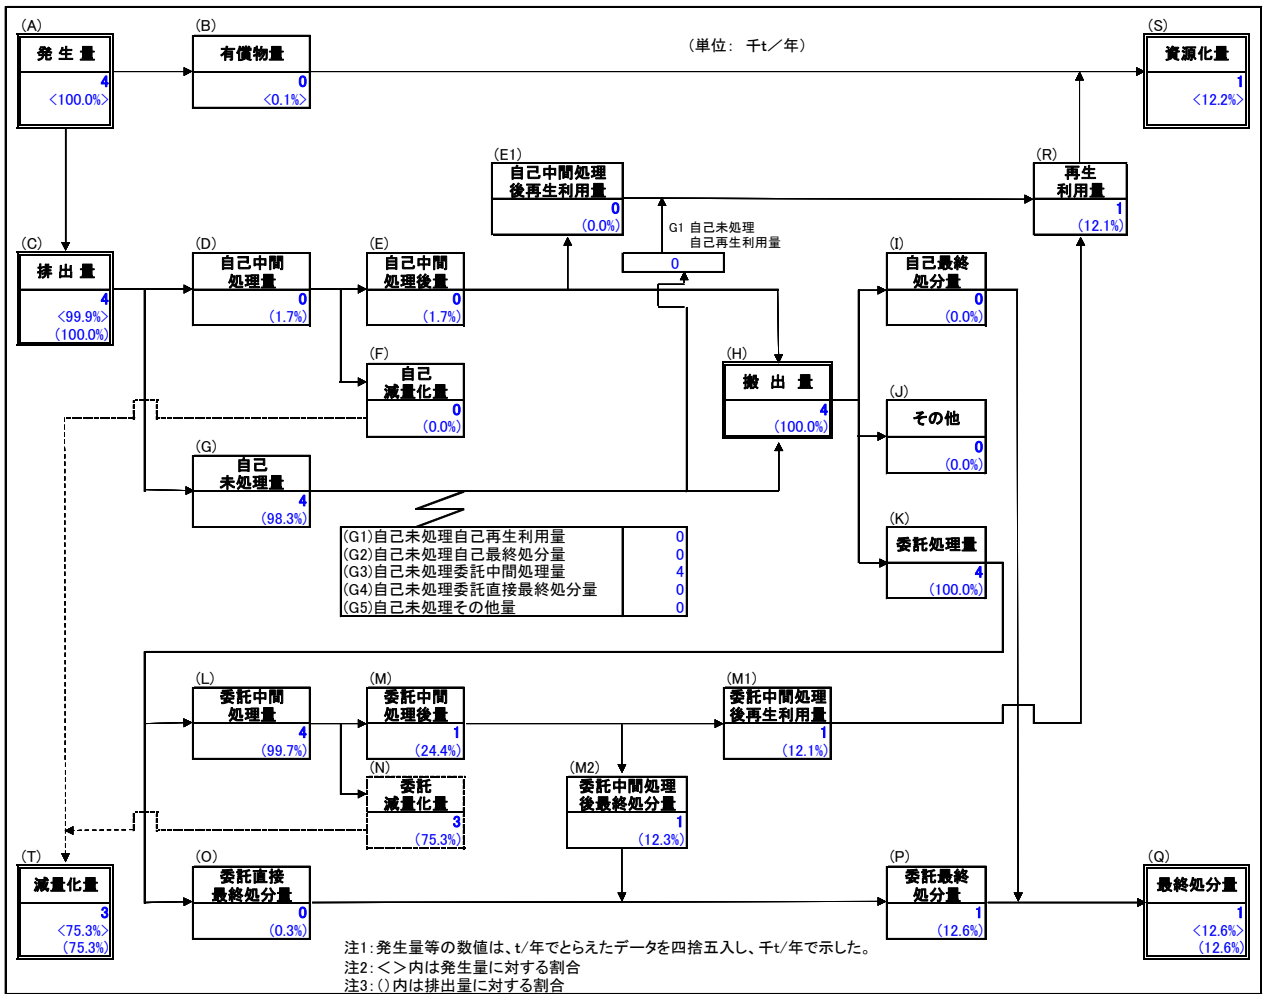 (A)
発 生 量
4
<100.0%>
(B)
有償物量
0
<0.1%>
(単位： 千t／年)
(S)
資源化量
1
<12.2%>
(E1)
自己中間処理
後再生利用量
0
(0.0%)
(R)
再生
利用量
1
(12.1%)
G1 自己未処理
自己再生利用量
0
(C)
排 出 量
4
<99.9%>
(100.0%)
(D)
自己中間
処理量
0
(1.7%)
(E)
自己中間
処理後量
0
(1.7%)
(I)
自己最終
処分量
0
(0.0%)
(F)
自己
減量化量
0
(0.0%)
(H)
搬 出 量
4
(100.0%)
(J)
その他
0
(0.0%)
(G)
自己
未処理量
4
(98.3%)
(K)
委託処理量
4
(100.0%)
(G1)自己未処理自己再生利用量 0
(G2)自己未処理自己最終処分量 0
(G3)自己未処理委託中間処理量 4
(G4)自己未処理委託直接最終処分量 0
(G5)自己未処理その他量 0
(L)
委託中間
処理量
4
(99.7%)
(M)
委託中間
処理後量
1
(24.4%)
(M1)
委託中間処理
後再生利用量
1
(12.1%)
(N)
委託
減量化量
3
(75.3%)
(M2)
委託中間処理
後最終処分量
1
(12.3%)
(T)
減量化量
3
<75.3%>
(75.3%)
(O)
委託直接
最終処分量
0
(0.3%)
(P)
委託最終
処分量
1
(12.6%)
(Q)
最終処分量
1
<12.6%>
(12.6%)
注1：発生量等の数値は、t/年でとらえたデータを四捨五入し、千t/年で示した。
注2：＜＞内は発生量に対する割合
注3：()内は排出量に対する割合